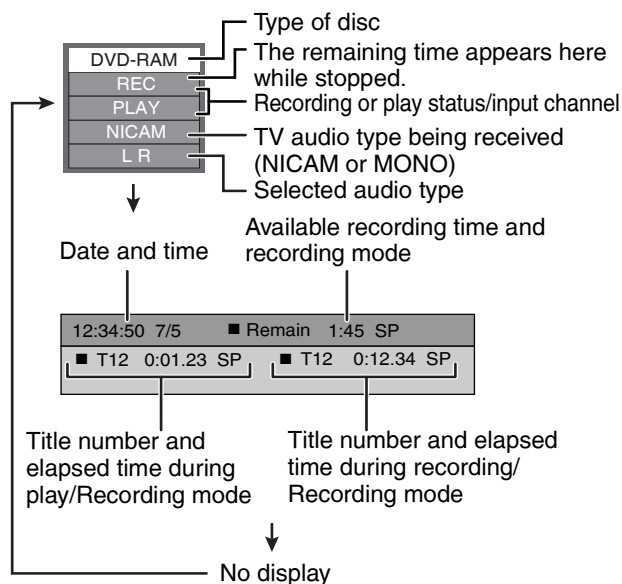 DVD-RAM
REC
PLAY
NICAM
L R
Type of disc
The remaining time appears here
while stopped.
Recording or play status/input channel
TV audio type being received
(NICAM or MONO)
Selected audio type
Date and time
Available recording time and
recording mode
12:34:50 7/5 ■ Remain 1:45 SP
■ T12 0:01.23 SP ■ T12 0:12.34 SP
Title number and
elapsed time during
play/Recording mode
Title number and elapsed
time during recording/
Recording mode
No display